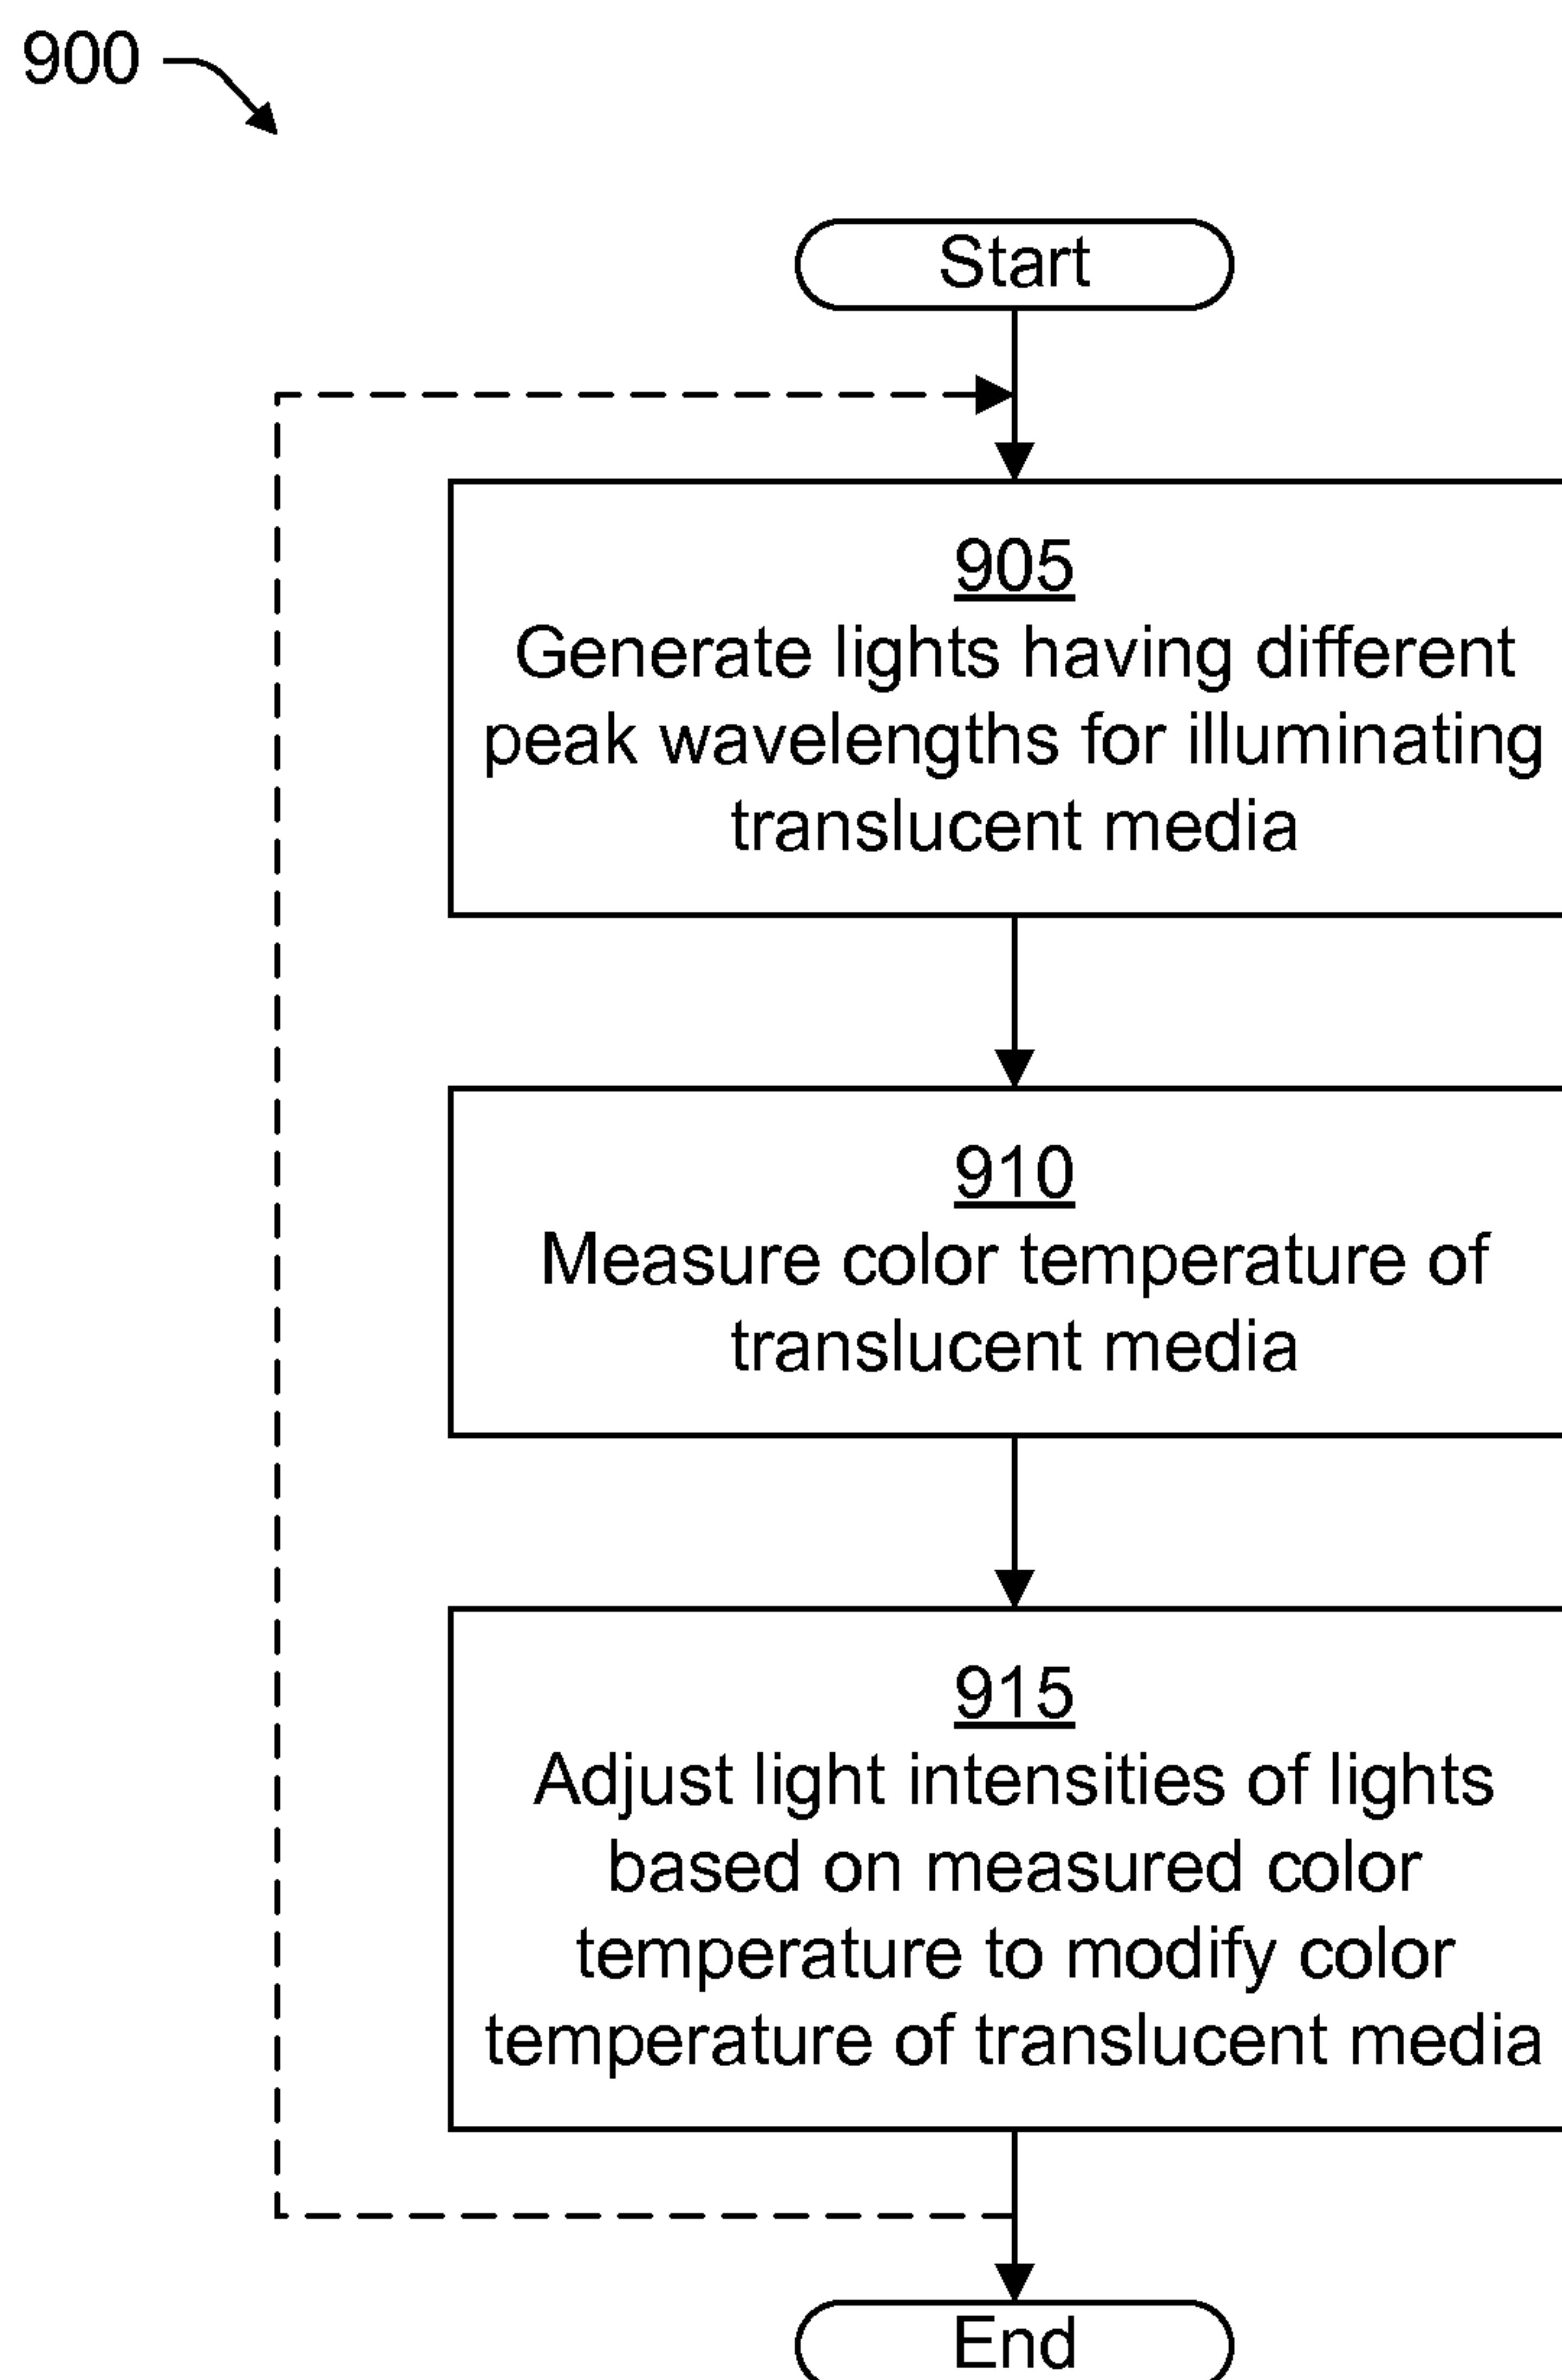 900
Start
905
Generate lights having different
peak wavelengths for illuminating
translucent media
910
Measure color temperature of
translucent media
915
Adjust light intensities of lights
based on measured color
temperature to modify color
temperature of translucent media
End